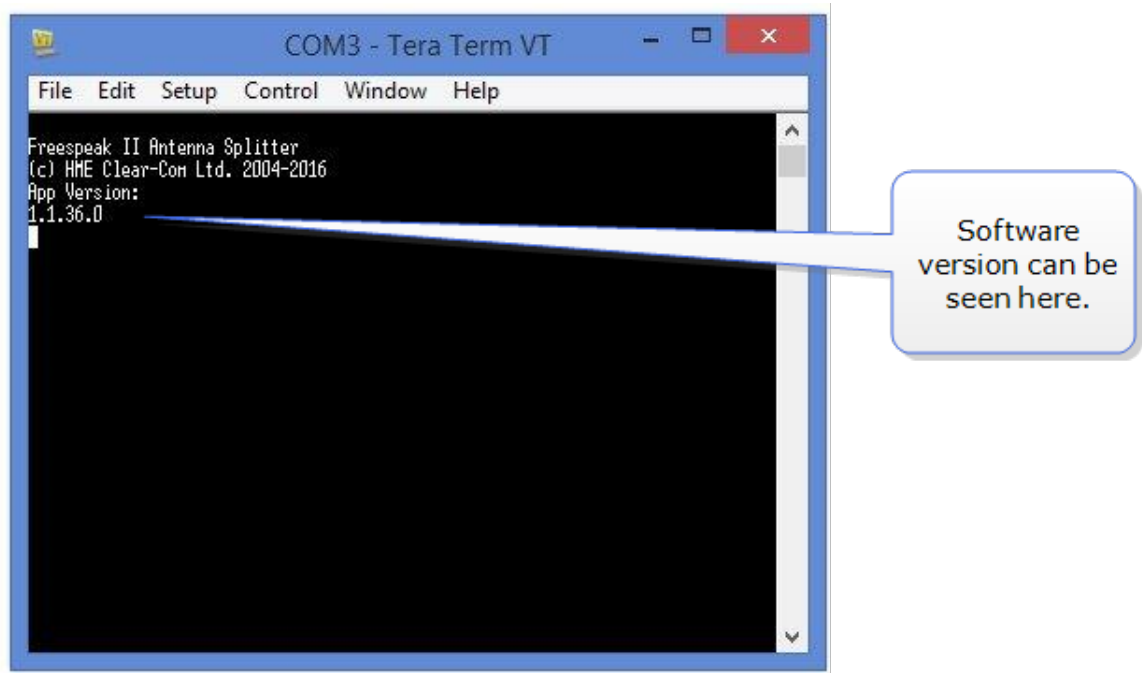 COM3 - Tera Term VT
File Edit Setup Control Window Help
Freespeak II Antenna Splitter
(c) HME Clear-Com Ltd. 2004-2016
App Version:
1.1.36.0
Software
version can be
seen here.